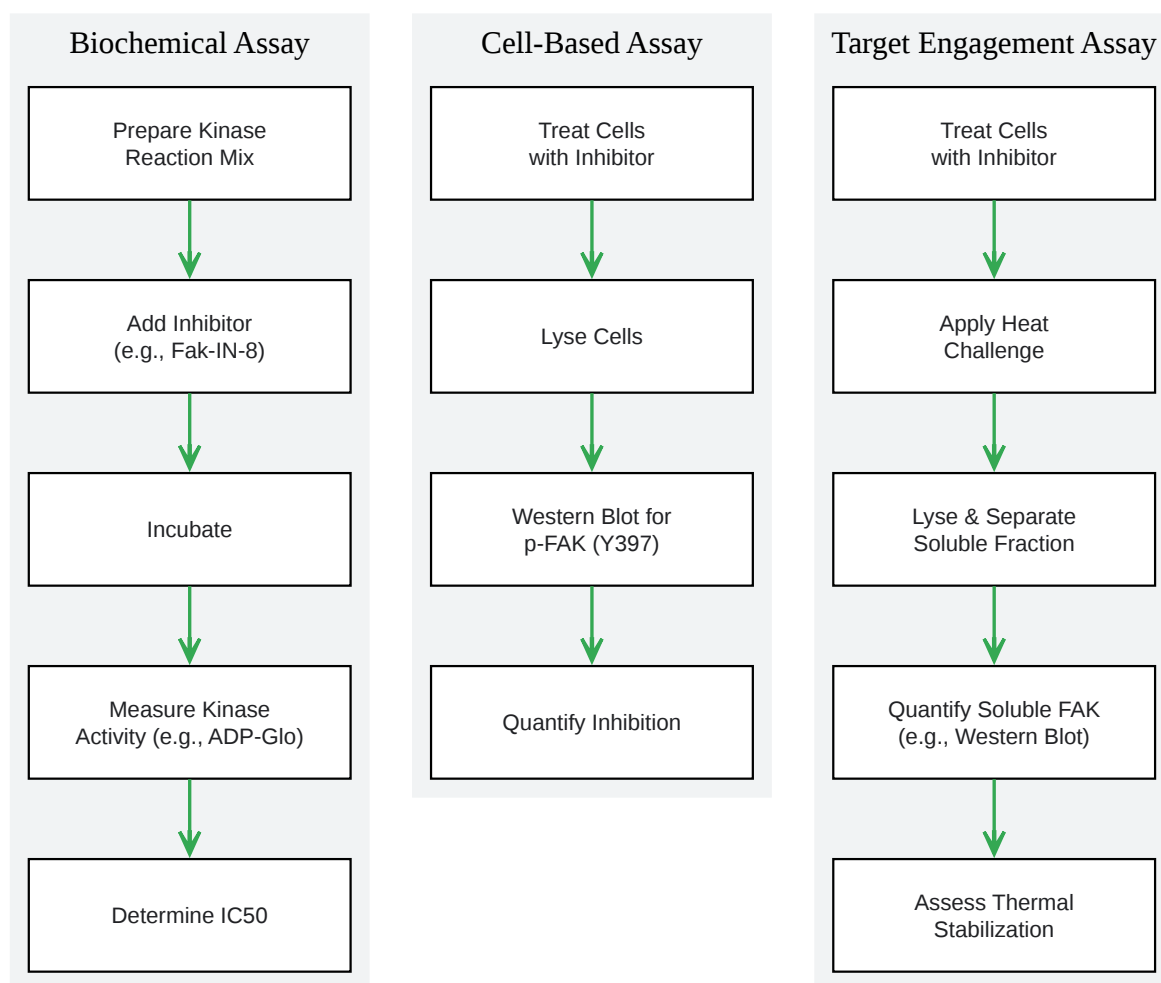 Biochemical Assay
Prepare Kinase
Reaction Mix
Add Inhibitor
(e.g., Fak-IN-8)
Incubate
Measure Kinase
Activity (e.g., ADP-Glo)
Determine IC50
Cell-Based Assay
Treat Cells
with Inhibitor
Lyse Cells
Western Blot for
p-FAK (Y397)
Quantify Inhibition
Target Engagement Assay
Treat Cells
with Inhibitor
Apply Heat
Challenge
Lyse & Separate
Soluble Fraction
Quantify Soluble FAK
(e.g., Western Blot)
Assess Thermal
Stabilization